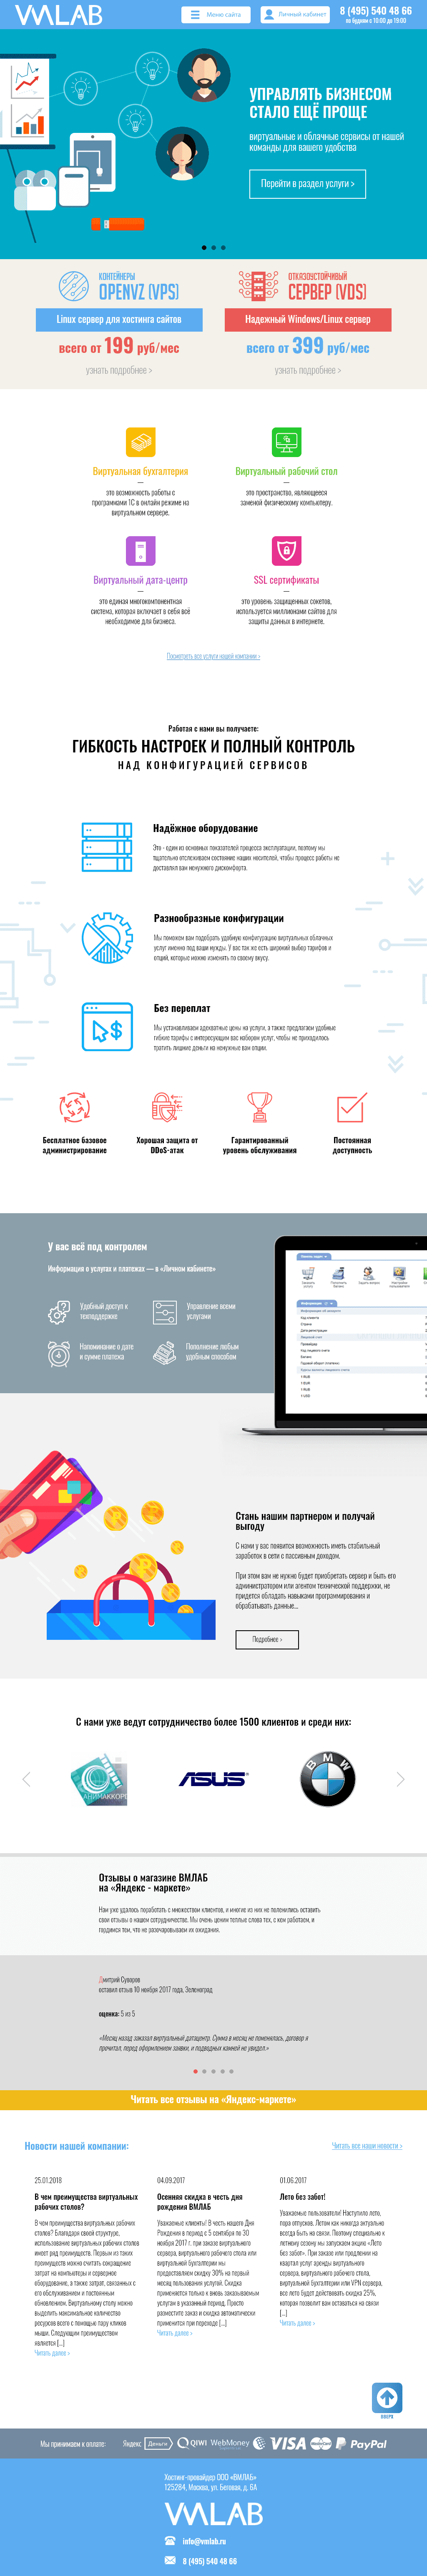 VMLAB
Меню сайта
Личный кабинет
8 (495) 540 48 66
по будням с 10:00 до 19:00
УПРАВЛЯТЬ БИЗНЕСОМ
СТАЛО ЕЩЁ ПРОЩЕ
виртуальные и облачные сервисы от нашей
команды для вашего удобства
Перейти в раздел услуги >
КОНТЕЙНЕРЫ
OPENVZ (VPS)
Linux сервер для хостинга сайтов
всего от 199 руб/мес
узнать подробнее >
ОТКАЗОУСТОЙЧИВЫЙ
СЕРВЕР (VDS)
Надежный Windows/Linux сервер
всего от 399 руб/мес
узнать подробнее >
Виртуальная бухгалтерия
—
это возможность работы с
программами 1С в онлайн режиме на
виртуальном сервере.
Виртуальный рабочий стол
—
это пространство, являющееся
заменой физическому компьютеру.
Виртуальный дата-центр
—
это единая многокомпонентная
система, которая включает в себя всё
необходимое для бизнеса.
SSL сертификаты
—
это уровень защищенных сокетов,
используется миллионами сайтов для
защиты данных в интернете.
Посмотреть все услуги нашей компании >
Работая с нами вы получаете:
ГИБКОСТЬ НАСТРОЕК И ПОЛНЫЙ КОНТРОЛЬ
НАД КОНФИГУРАЦИЕЙ СЕРВИСОВ
Надёжное оборудование
Это - один из основных показателей процесса эксплуатации, поэтому мы
тщательно отслеживаем состояние наших носителей, чтобы процесс работы не
доставлял вам ненужного дискомфорта.
Разнообразные конфигурации
Мы поможем вам подобрать удобную конфигурацию виртуальных облачных
услуг именно под ваши нужды. У вас так же есть широкий выбор тарифов и
опций, которые можно изменять по своему вкусу.
Без переплат
Мы устанавливаем адекватные цены на услуги, а также предлагаем удобные
гибкие тарифы с интересующим вас набором услуг, чтобы не приходилось
тратить лишние деньги на ненужные вам опции.
Бесплатное базовое
администрирование
Хорошая защита от
DDoS-атак
Гарантированный
уровень обслуживания
Постоянная
доступность
У вас всё под контролем
Информация о услугах и платежах — в «Личном кабинете»
Удобный доступ к
техподдержке
Управление всеми
услугами
Напоминание о дате
и сумме платежа
Пополнение любым
удобным способом
Стань нашим партнером и получай
выгоду
С нами у вас появится возможность иметь стабильный
заработок в сети с пассивным доходом.
При этом вам не нужно будет приобретать сервер и быть его
администратором или агентом технической поддержки, не
придется обладать навыками программирования и
обрабатывать данные...
Подробнее >
С нами уже ведут сотрудничество более 1500 клиентов и среди них:
АНИМАККОРД
ASUS
BMW
Отзывы о магазине ВМЛАБ
на «Яндекс - маркете»
Нам уже удалось поработать с множеством клиентов, и многие из них не поленились оставить
свои отзывы о нашем сотрудничестве. Мы очень ценим теплые слова тех, с кем работаем, и
гордимся тем, что не разочаровываем их ожидания.
Дмитрий Суворов
оставил отзыв 10 ноября 2017 года, Зеленоград
оценка: 5 из 5
«Месяц назад заказал виртуальный датацентр. Сумма в месяц не поменялась, договор я
прочитал, перед оформлением заявки, и подводных камней не увидел.»
Читать все отзывы на «Яндекс-маркете»
Новости нашей компании:
Читать все наши новости >
25.01.2018
В чем преимущества виртуальных
рабочих столов?
В чем преимущества виртуальных рабочих
столов? Благодаря своей структуре,
использование виртуальных рабочих столов
имеет ряд преимуществ. Первым из таких
преимуществ можно считать сокращение
затрат на компьютеры и серверное
оборудование, а также затрат, связанных с
его обслуживанием и постоянным
обновлением. Виртуальному столу можно
выделить максимальное количество
ресурсов всего с помощью пары кликов
мыши. Следующим преимуществом
является [...]
Читать далее >
04.09.2017
Осенняя скидка в честь дня
рождения ВМЛАБ
Уважаемые клиенты! В честь нашего Дня
Рождения в период с 5 сентября по 30
ноября 2017 г. при заказе виртуального
сервера, виртуального рабочего стола или
виртуальной бухгалтерии мы
предоставляем скидку 30% на первый
месяц пользования услугой. Скидка
применяется только к вновь заказываемым
услугам в указанный период. Просто
разместите заказ и скидка автоматически
применится при переходе [...]
Читать далее >
01.06.2017
Лето без забот!
Уважаемые пользователи! Наступило лето,
пора отпусков. Летом как никогда актуально
всегда быть на связи. Поэтому специально к
летнему сезону мы запускаем акцию «Лето
без забот». При заказе или продлении на
квартал услуг аренды виртуального
сервера, виртуального рабочего стола,
виртуальной бухгалтерии или VPN сервера,
все лето будет действовать скидка 25%,
которая позволит вам оставаться на связи
[...]
Читать далее >
ВВЕРХ
Мы принимаем к оплате:
Яндекс Деньги
QIWI
WebMoney
VISA
MasterCard
PayPal
Хостинг-провайдер ООО «ВМЛАБ»
125284, Москва, ул. Беговая, д. 6А
VMLAB
info@vmlab.ru
8 (495) 540 48 66